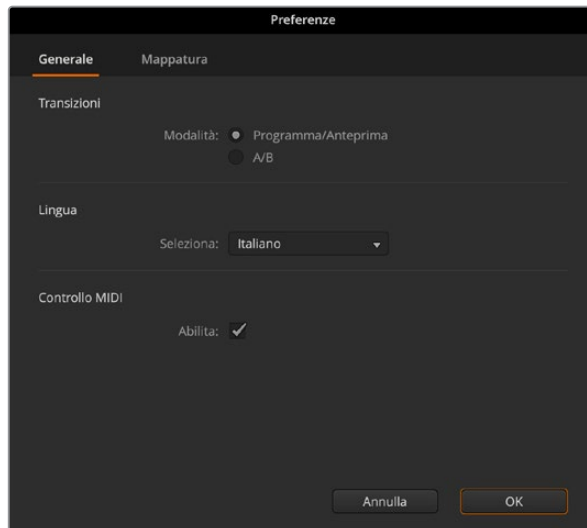 Preferenze
Generale Mappatura
Transizioni
Modalità: Programma/Anteprima
A/B
Lingua
Seleziona: Italiano
Controllo MIDI
Abilita:
Annulla OK